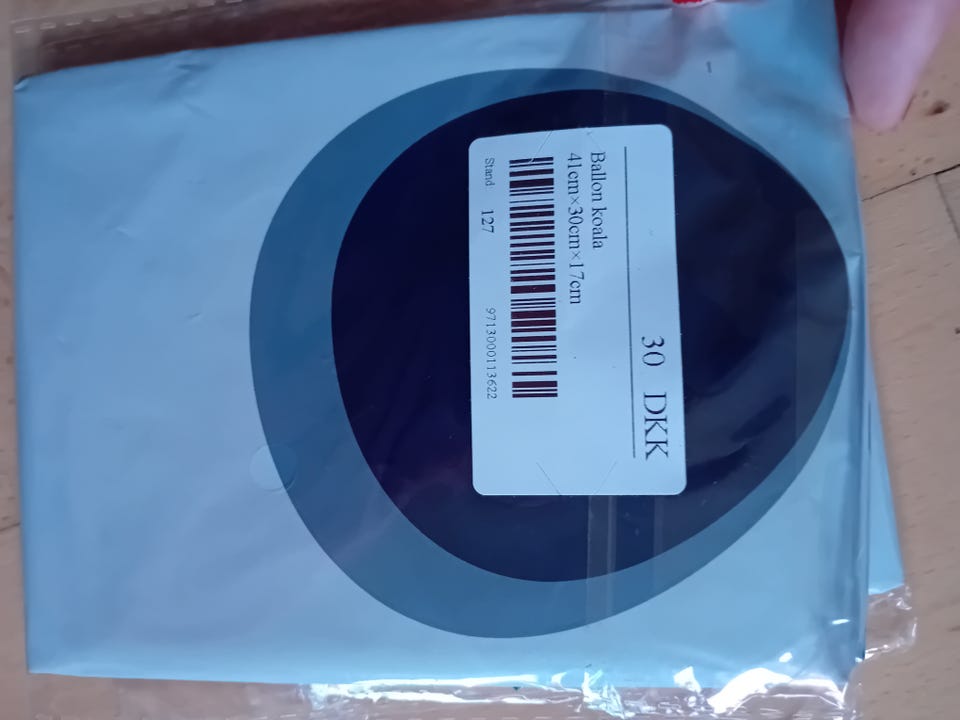 30 DKK
Ballon koala
41cm×30cm×17cm
Stand 127 9713000113622